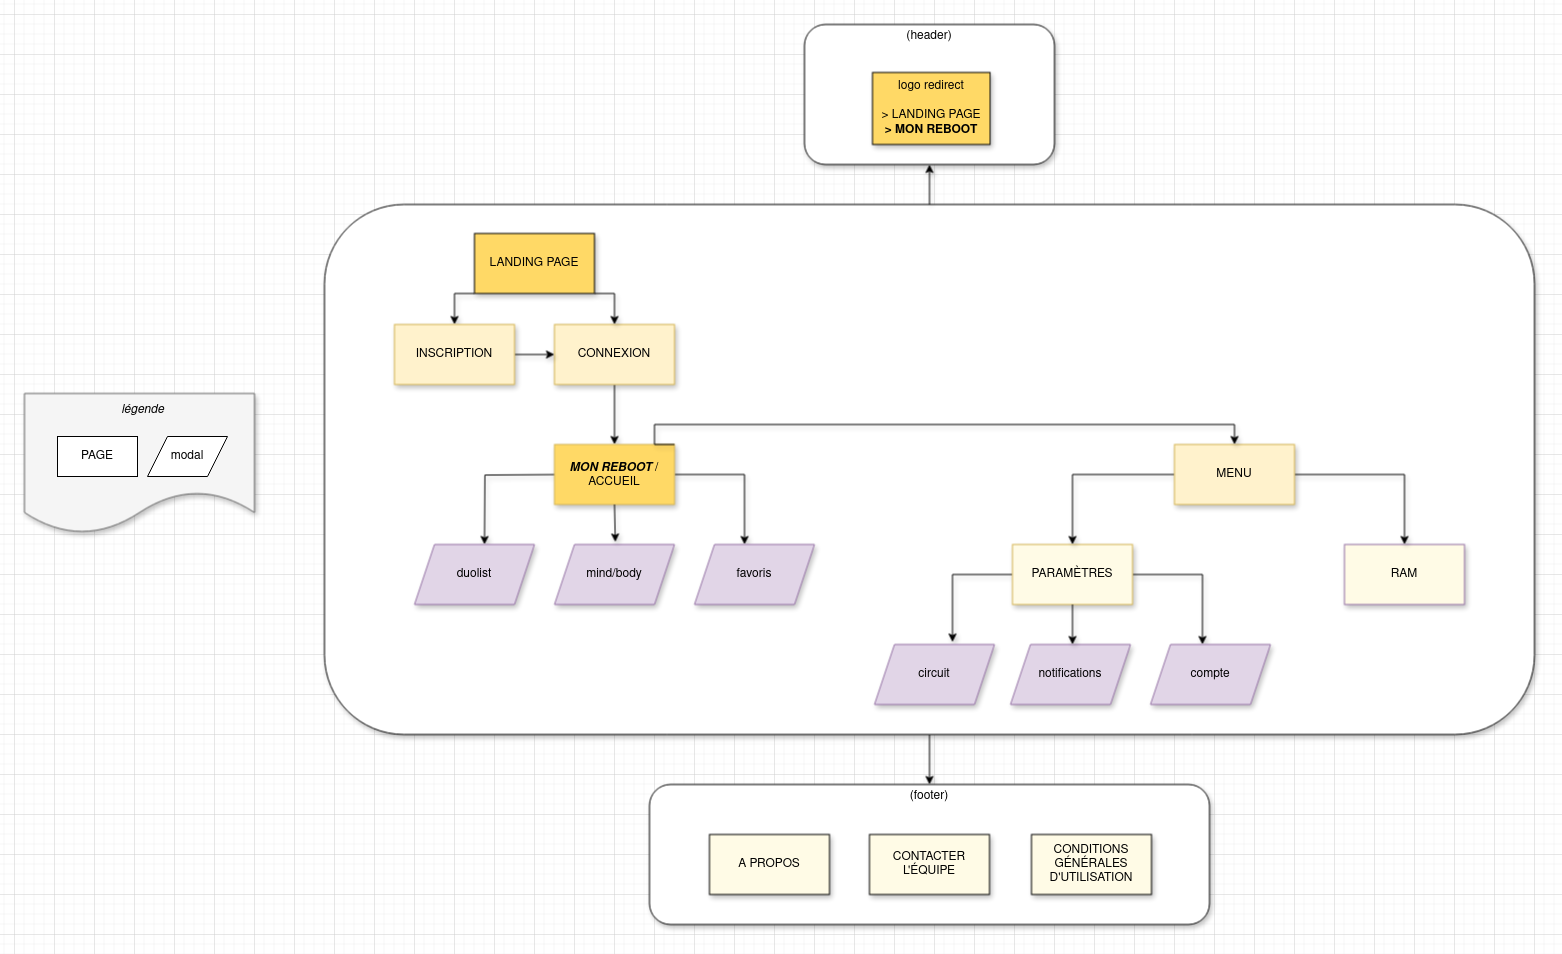 (header)
logo redirect
> LANDING PAGE
> MON REBOOT
LANDING PAGE
INSCRIPTION
CONNEXION
légende
PAGE
modal
MON REBOOT /
ACCUEIL
MENU
duolist
mind/body
favoris
PARAMÈTRES
RAM
circuit
notifications
compte
(footer)
A PROPOS
CONTACTER
L'ÉQUIPE
CONDITIONS
GÉNÉRALES
D'UTILISATION